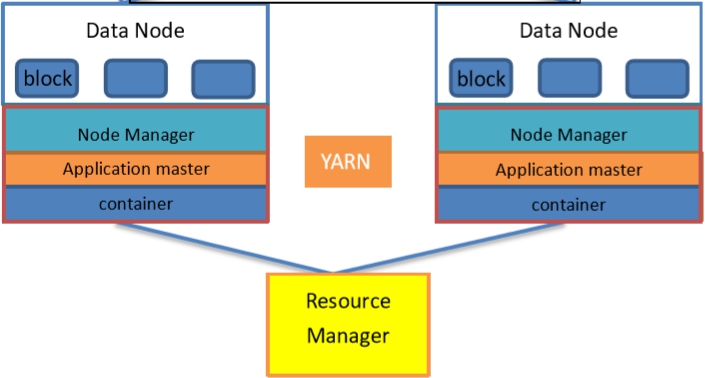 Data Node
block
Node Manager
Application master
container
YARN
Data Node
block
Node Manager
Application master
container
Resource
Manager